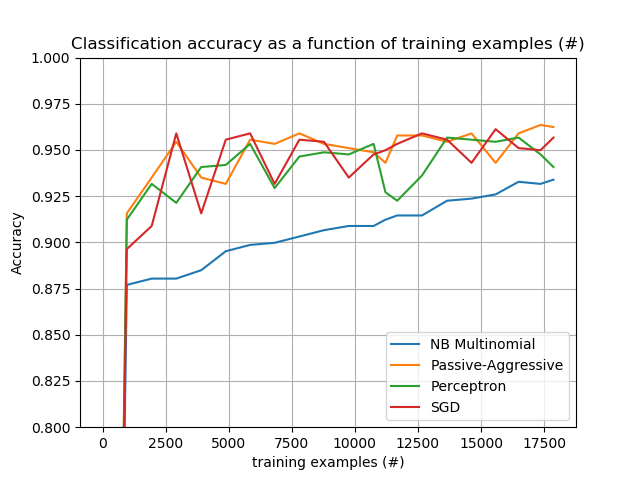 Classification accuracy as a function of training examples (#)
1.000
0.975
0.950
0.925
0.900
0.875
0.850
0.825
0.800
Accuracy
NB Multinomial
Passive-Aggressive
Perceptron
SGD
0 2500 5000 7500 10000 12500 15000 17500
training examples (#)